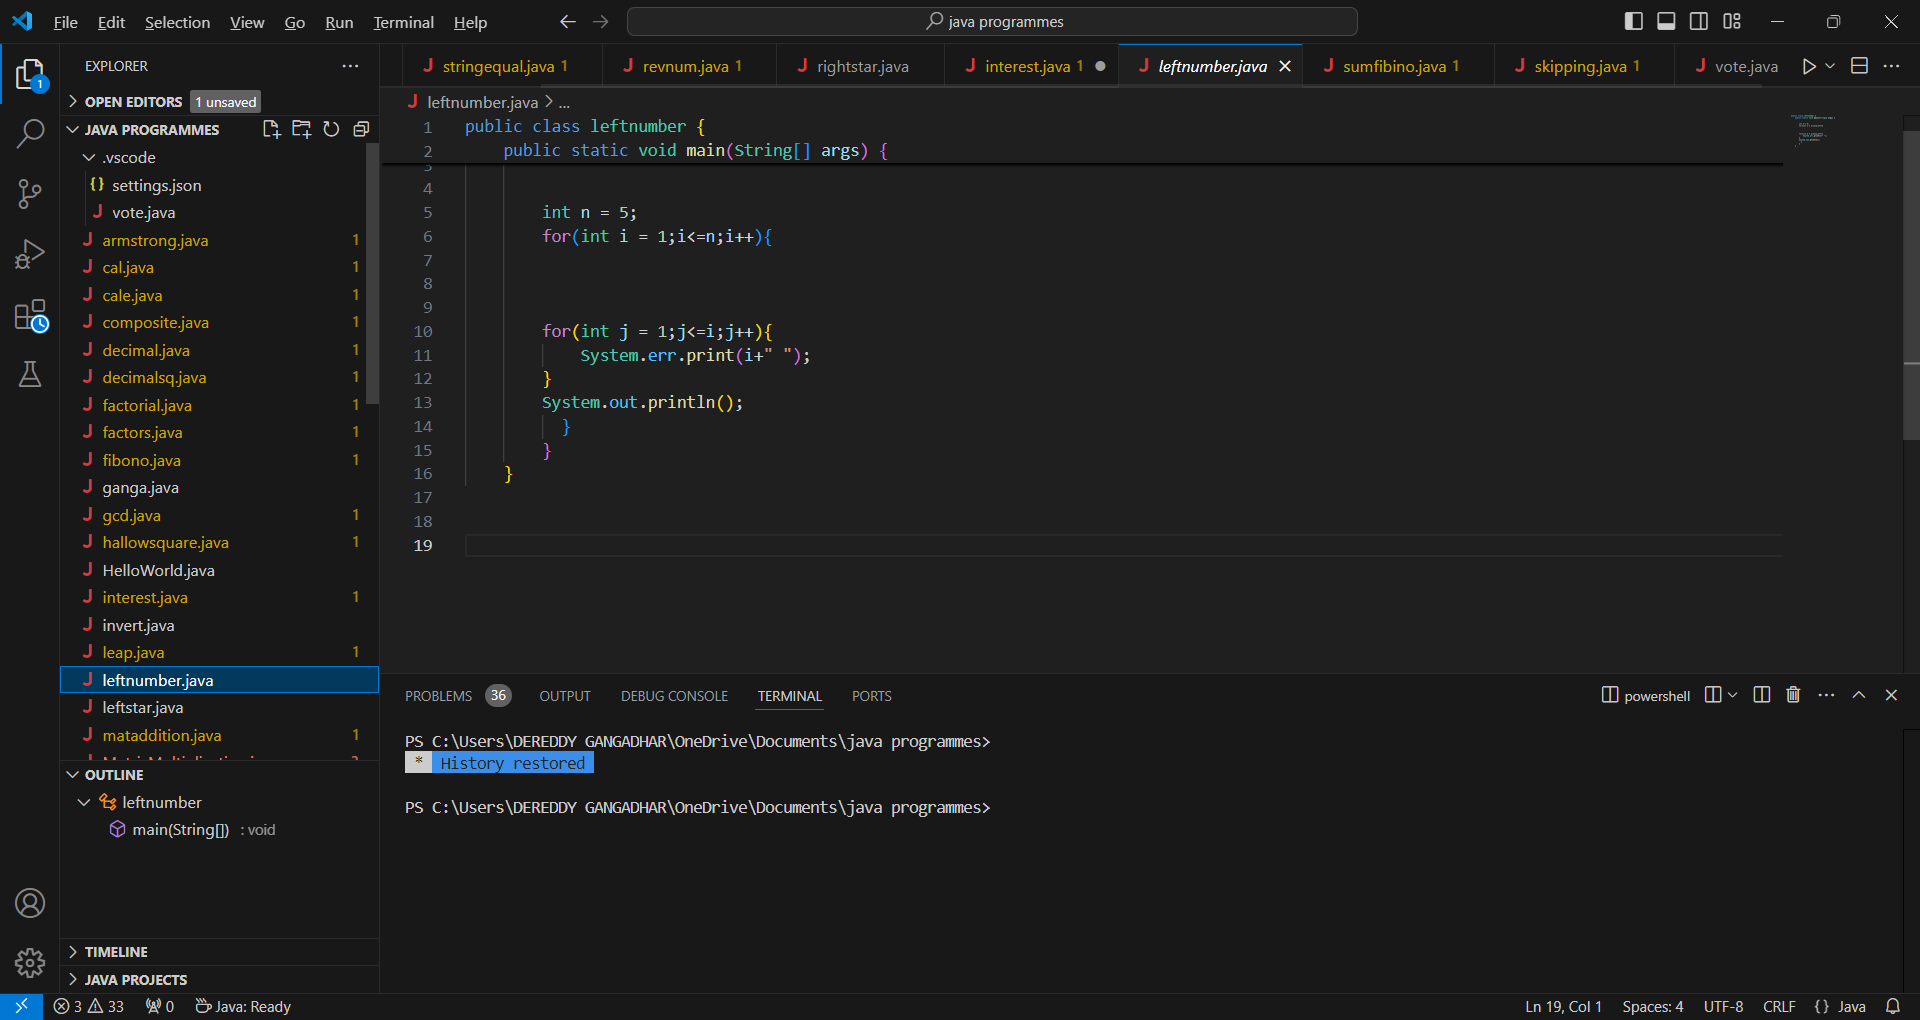 File Edit Selection View Go Run Terminal Help
java programmes
EXPLORER
OPEN EDITORS 1 unsaved
JAVA PROGRAMMES
.vscode
{} settings.json
J vote.java
J armstrong.java 1
J cal.java 1
J cale.java 1
J composite.java 1
J decimal.java 1
J decimalsq.java 1
J factorial.java 1
J factors.java 1
J fibono.java 1
J ganga.java
J gcd.java 1
J hallowsquare.java 1
J HelloWorld.java
J interest.java 1
J invert.java
J leap.java 1
J leftnumber.java
J leftstar.java
J mataddition.java 1
OUTLINE
leftnumber
main(String[]) : void
TIMELINE
JAVA PROJECTS
1
J stringequal.java 1 J revnum.java 1 J rightstar.java J interest.java 1 J leftnumber.java J sumfibino.java 1 J skipping.java 1 J vote.java
J leftnumber.java > ...
1 public class leftnumber {
2 public static void main(String[] args) {
3
4
5 int n = 5;
6 for(int i = 1;i<=n;i++){
7
8
9
10 for(int j = 1;j<=i;j++){
11 System.err.print(i+" ");
12 }
13 System.out.println();
14 }
15 }
16 }
17
18
19
PROBLEMS 36 OUTPUT DEBUG CONSOLE TERMINAL PORTS
powershell
PS C:\Users\DEREDDY GANGADHAR\OneDrive\Documents\java programmes>
* History restored
PS C:\Users\DEREDDY GANGADHAR\OneDrive\Documents\java programmes>
3 33 0 Java: Ready
Ln 19, Col 1 Spaces: 4 UTF-8 CRLF {} Java